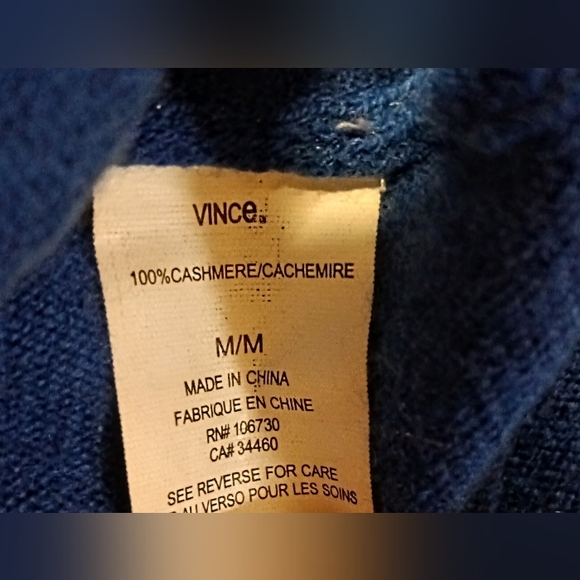 VINCe.
100%CASHMERE/CACHEMIRE
M/M
MADE IN CHINA
FABRIQUE EN CHINE
RN# 106730
CA# 34460
SEE REVERSE FOR CARE
AU VERSO POUR LES SOINS